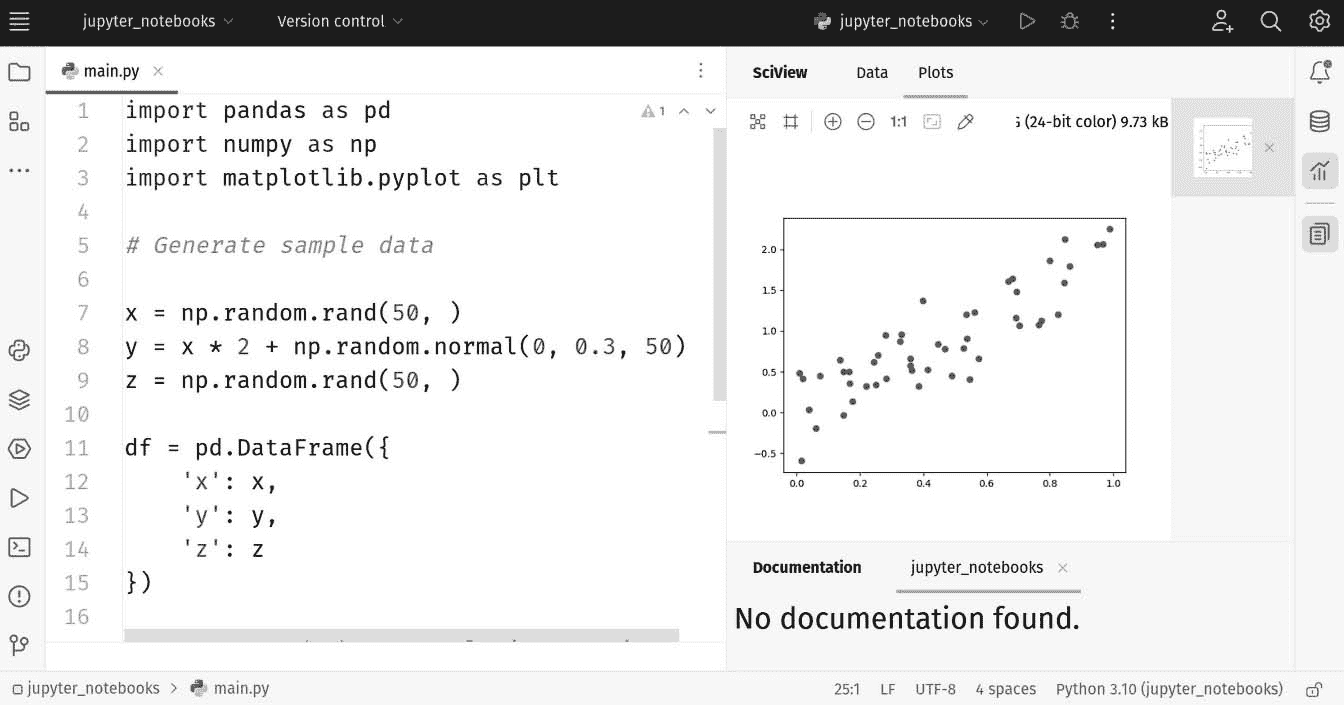 jupyter_notebooks Version control jupyter_notebooks
main.py
1 import pandas as pd
2 import numpy as np
3 import matplotlib.pyplot as plt
4
5 # Generate sample data
6
7 x = np.random.rand(50, )
8 y = x * 2 + np.random.normal(0, 0.3, 50)
9 z = np.random.rand(50, )
10
11 df = pd.DataFrame({
12 'x': x,
13 'y': y,
14 'z': z
15 })
16
1
SciView Data Plots
1:1 (24-bit color) 9.73 kB
2.0
1.5
1.0
0.5
0.0
−0.5
0.0 0.2 0.4 0.6 0.8 1.0
Documentation jupyter_notebooks
No documentation found.
jupyter_notebooks main.py 25:1 LF UTF-8 4 spaces Python 3.10 (jupyter_notebooks)